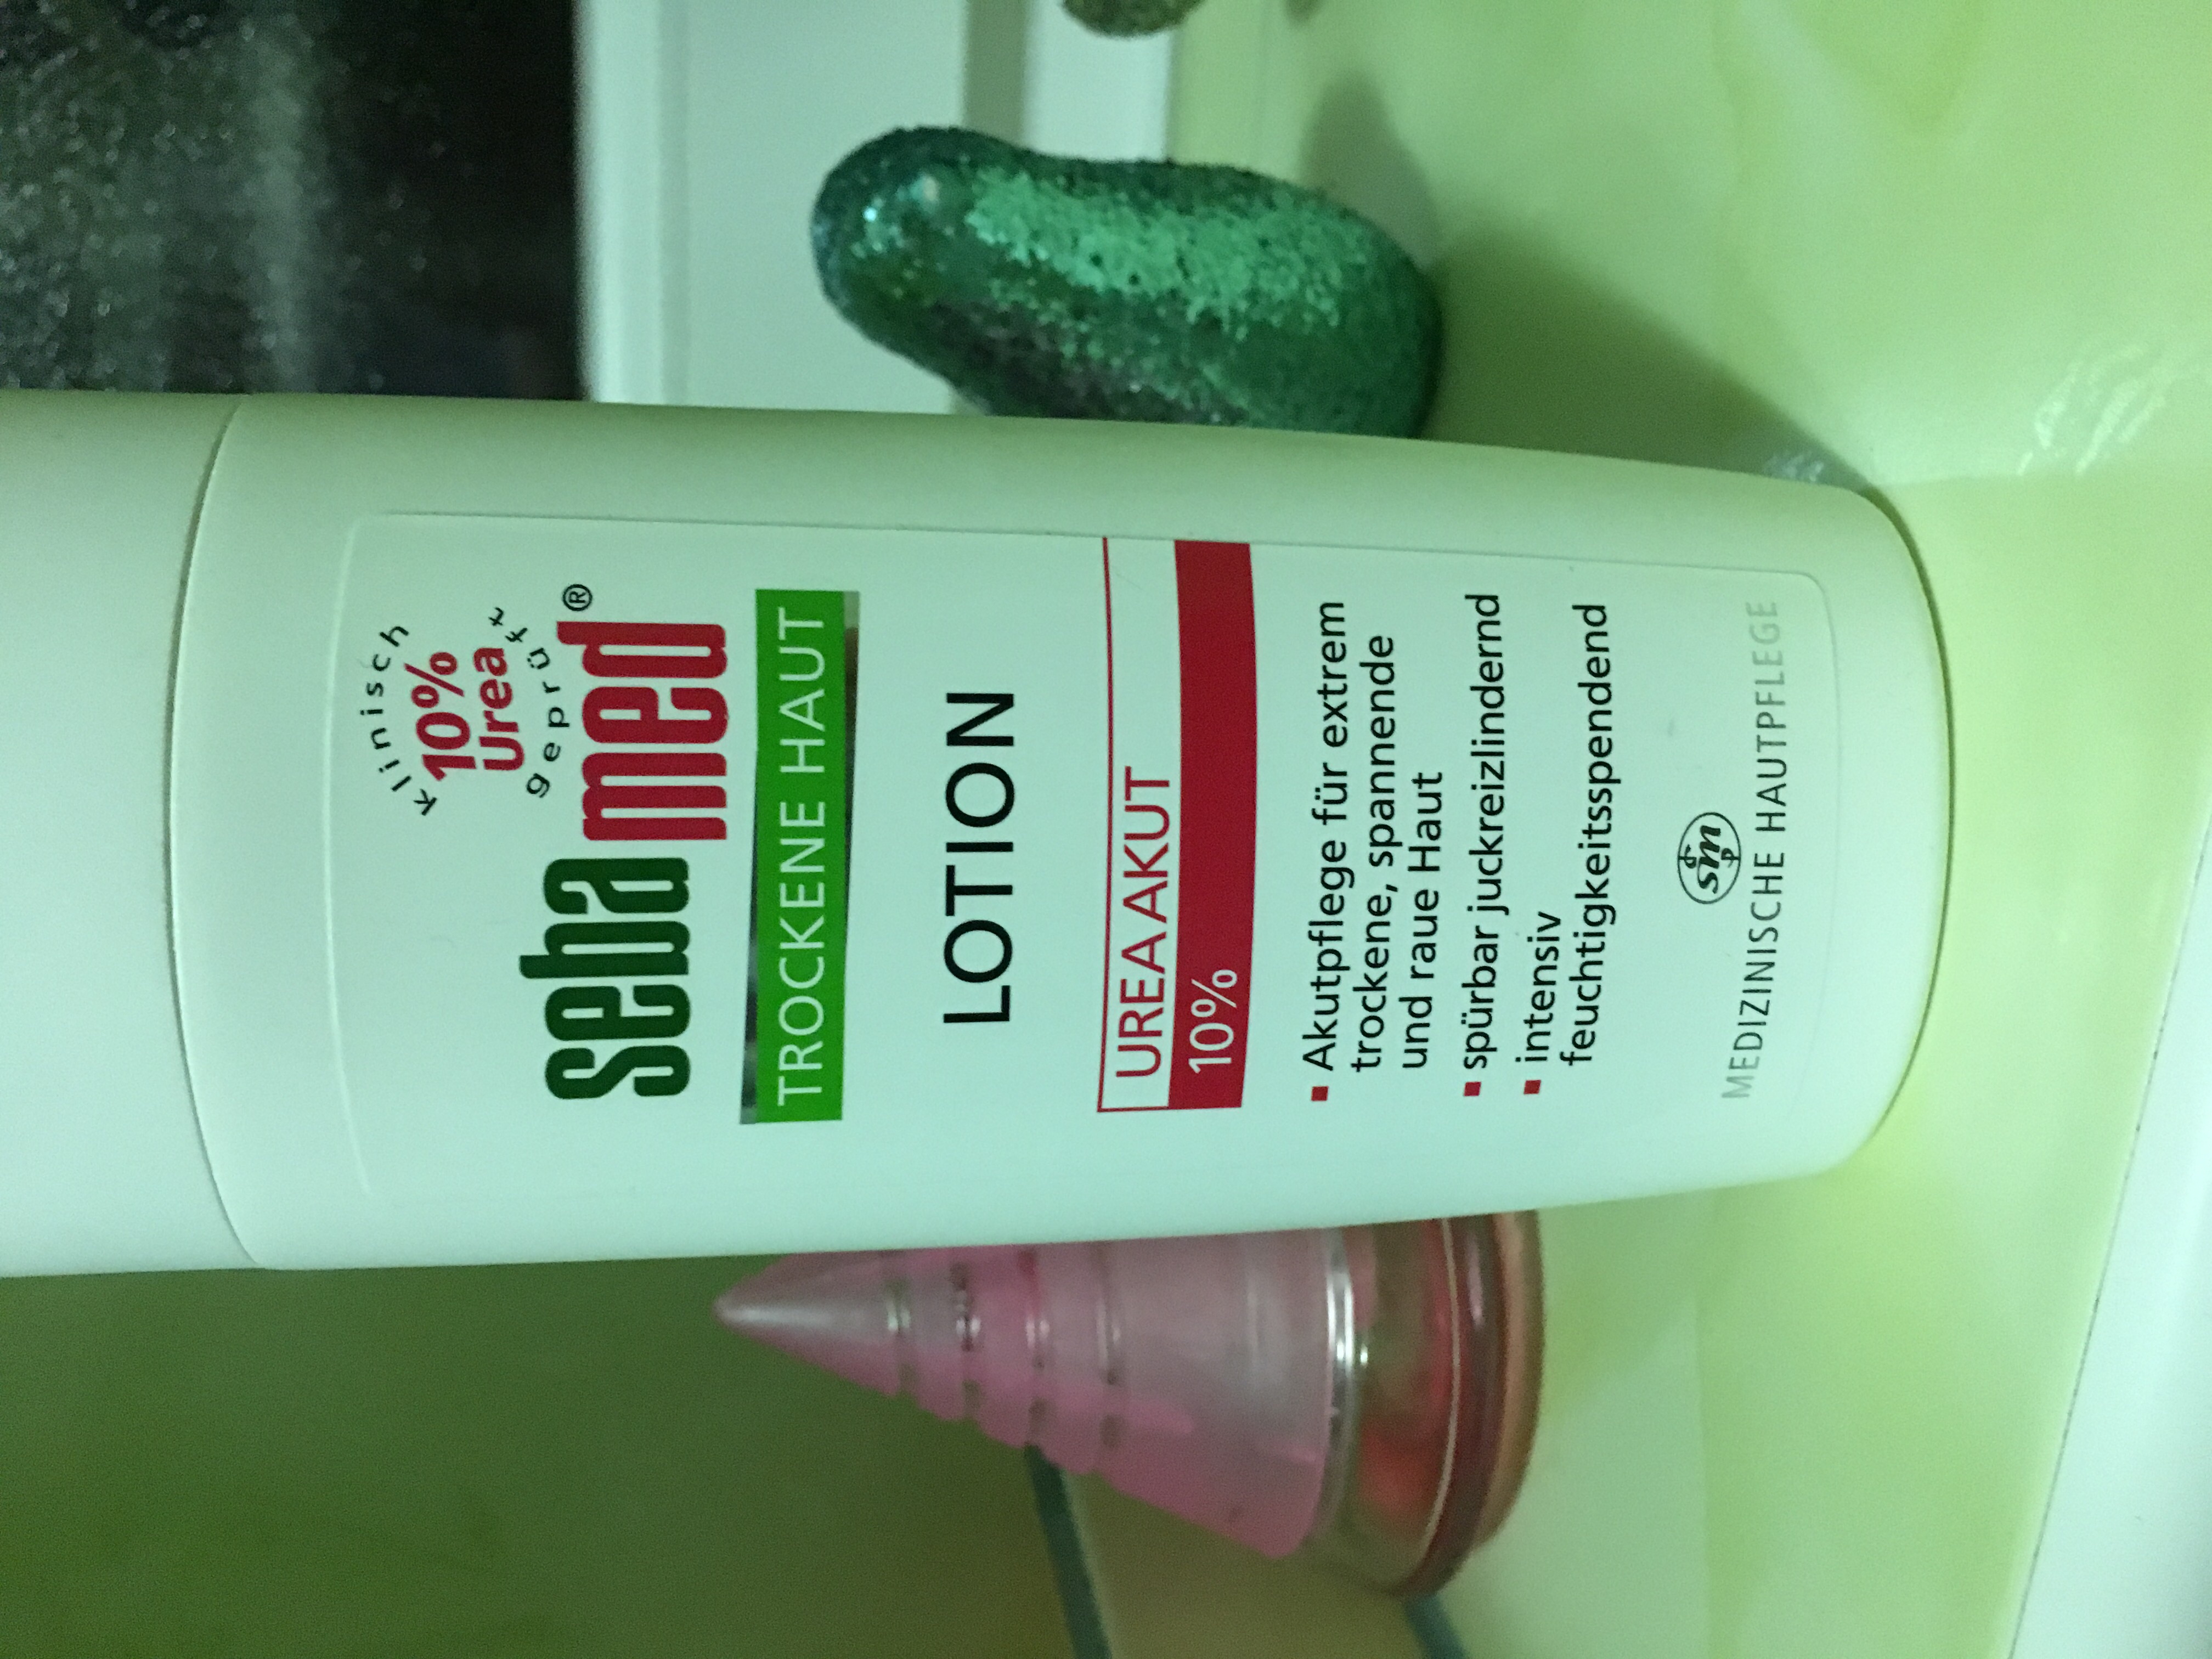 klinisch
10%
Urea
geprüft
sebamed®
TROCKENE HAUT
LOTION
UREA AKUT
10%
▪ Akutpflege für extrem
trockene, spannende
und raue Haut
▪ spürbar juckreizlindernd
▪ intensiv
feuchtigkeitsspendend
sm
MEDIZINISCHE HAUTPFLEGE